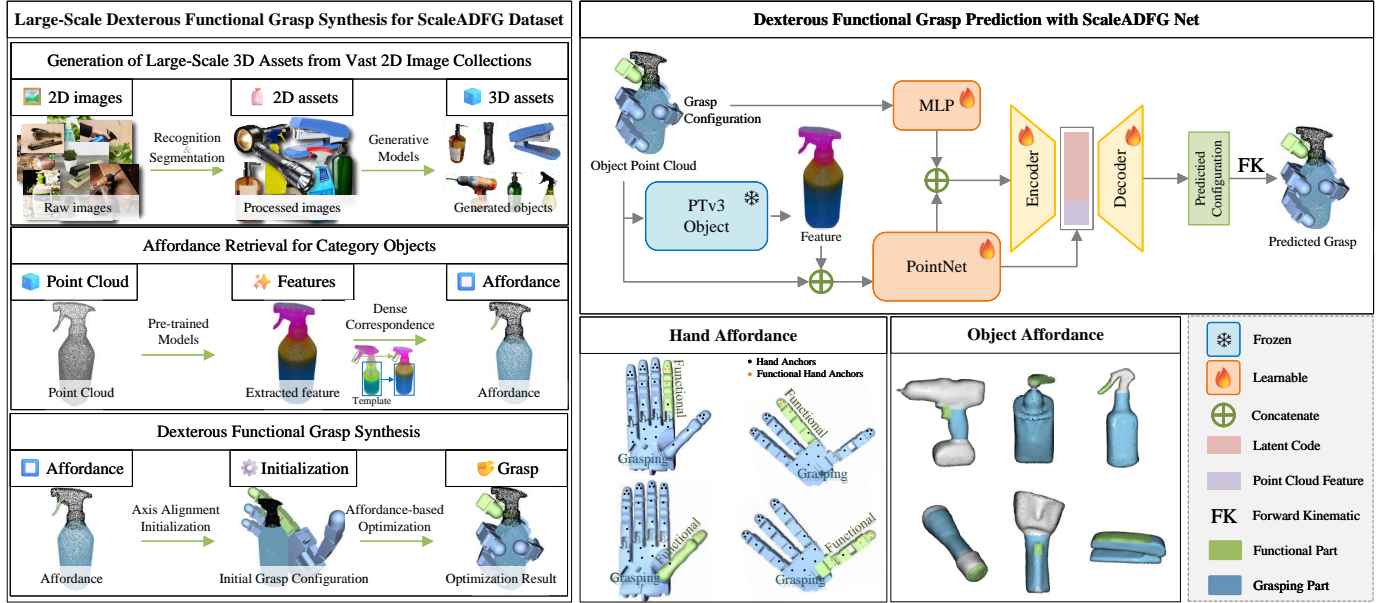 Large-Scale Dexterous Functional Grasp Synthesis for ScaleADFG Dataset
Generation of Large-Scale 3D Assets from Vast 2D Image Collections
2D images
2D assets
3D assets
Recognition
&
Segmentation
Generative
Models
Raw images
Processed images
Generated objects
Affordance Retrieval for Category Objects
Point Cloud
Features
Affordance
Pre-trained
Models
Dense
Correspondence
Template
Point Cloud
Extracted feature
Affordance
Dexterous Functional Grasp Synthesis
Affordance
Initialization
Grasp
Axis Alignment
Initialization
Affordance-based
Optimization
Affordance
Initial Grasp Configuration
Optimization Result
Dexterous Functional Grasp Prediction with ScaleADFG Net
Grasp
Configuration
Object Point Cloud
MLP
PTv3
Object
Feature
PointNet
Encoder
Decoder
Predicted
Configuration
FK
Predicted Grasp
Hand Affordance
Hand Anchors
Functional Hand Anchors
Functional
Grasping
Functional
Grasping
Functional
Grasping
Functional
Grasping
Object Affordance
Frozen
Learnable
Concatenate
Latent Code
Point Cloud Feature
FK Forward Kinematic
Functional Part
Grasping Part